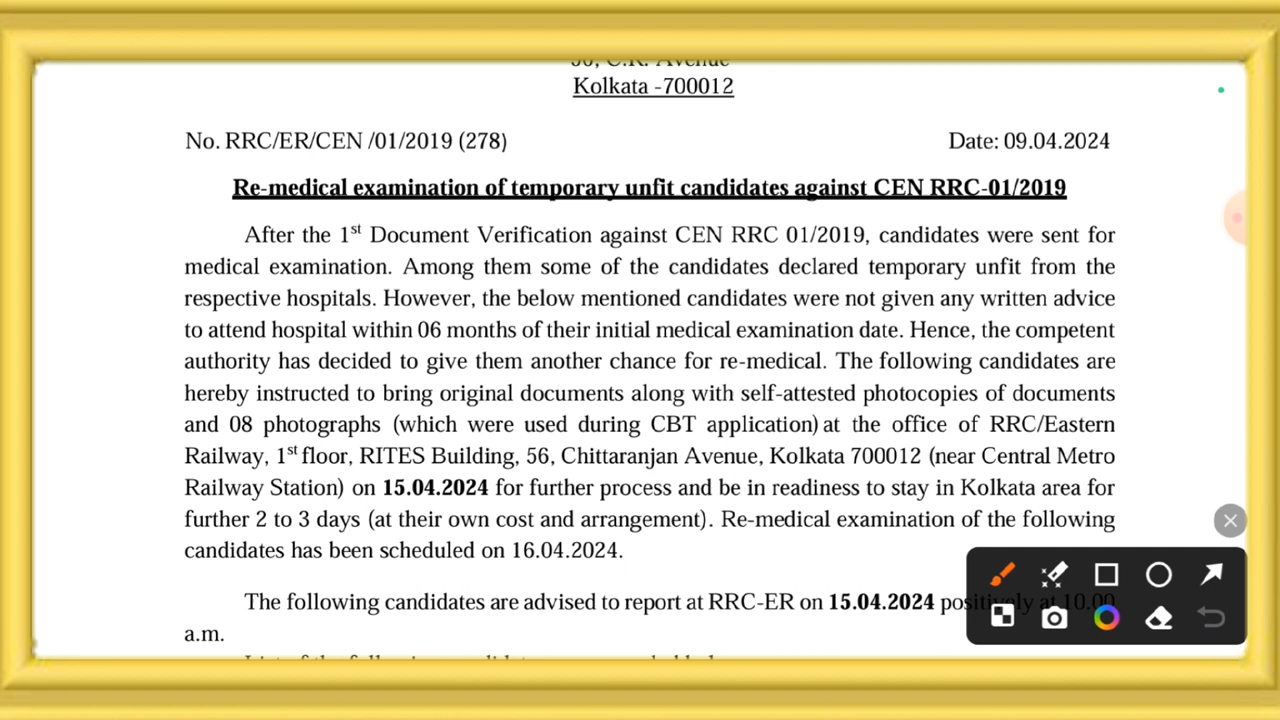 56, C.R. Avenue
Kolkata -700012
No. RRC/ER/CEN /01/2019 (278) Date: 09.04.2024
Re-medical examination of temporary unfit candidates against CEN RRC-01/2019
After the 1st Document Verification against CEN RRC 01/2019, candidates were sent for
medical examination. Among them some of the candidates declared temporary unfit from the
respective hospitals. However, the below mentioned candidates were not given any written advice
to attend hospital within 06 months of their initial medical examination date. Hence, the competent
authority has decided to give them another chance for re-medical. The following candidates are
hereby instructed to bring original documents along with self-attested photocopies of documents
and 08 photographs (which were used during CBT application) at the office of RRC/Eastern
Railway, 1st floor, RITES Building, 56, Chittaranjan Avenue, Kolkata 700012 (near Central Metro
Railway Station) on 15.04.2024 for further process and be in readiness to stay in Kolkata area for
further 2 to 3 days (at their own cost and arrangement). Re-medical examination of the following
candidates has been scheduled on 16.04.2024.
The following candidates are advised to report at RRC-ER on 15.04.2024 positively at 10.00
a.m.